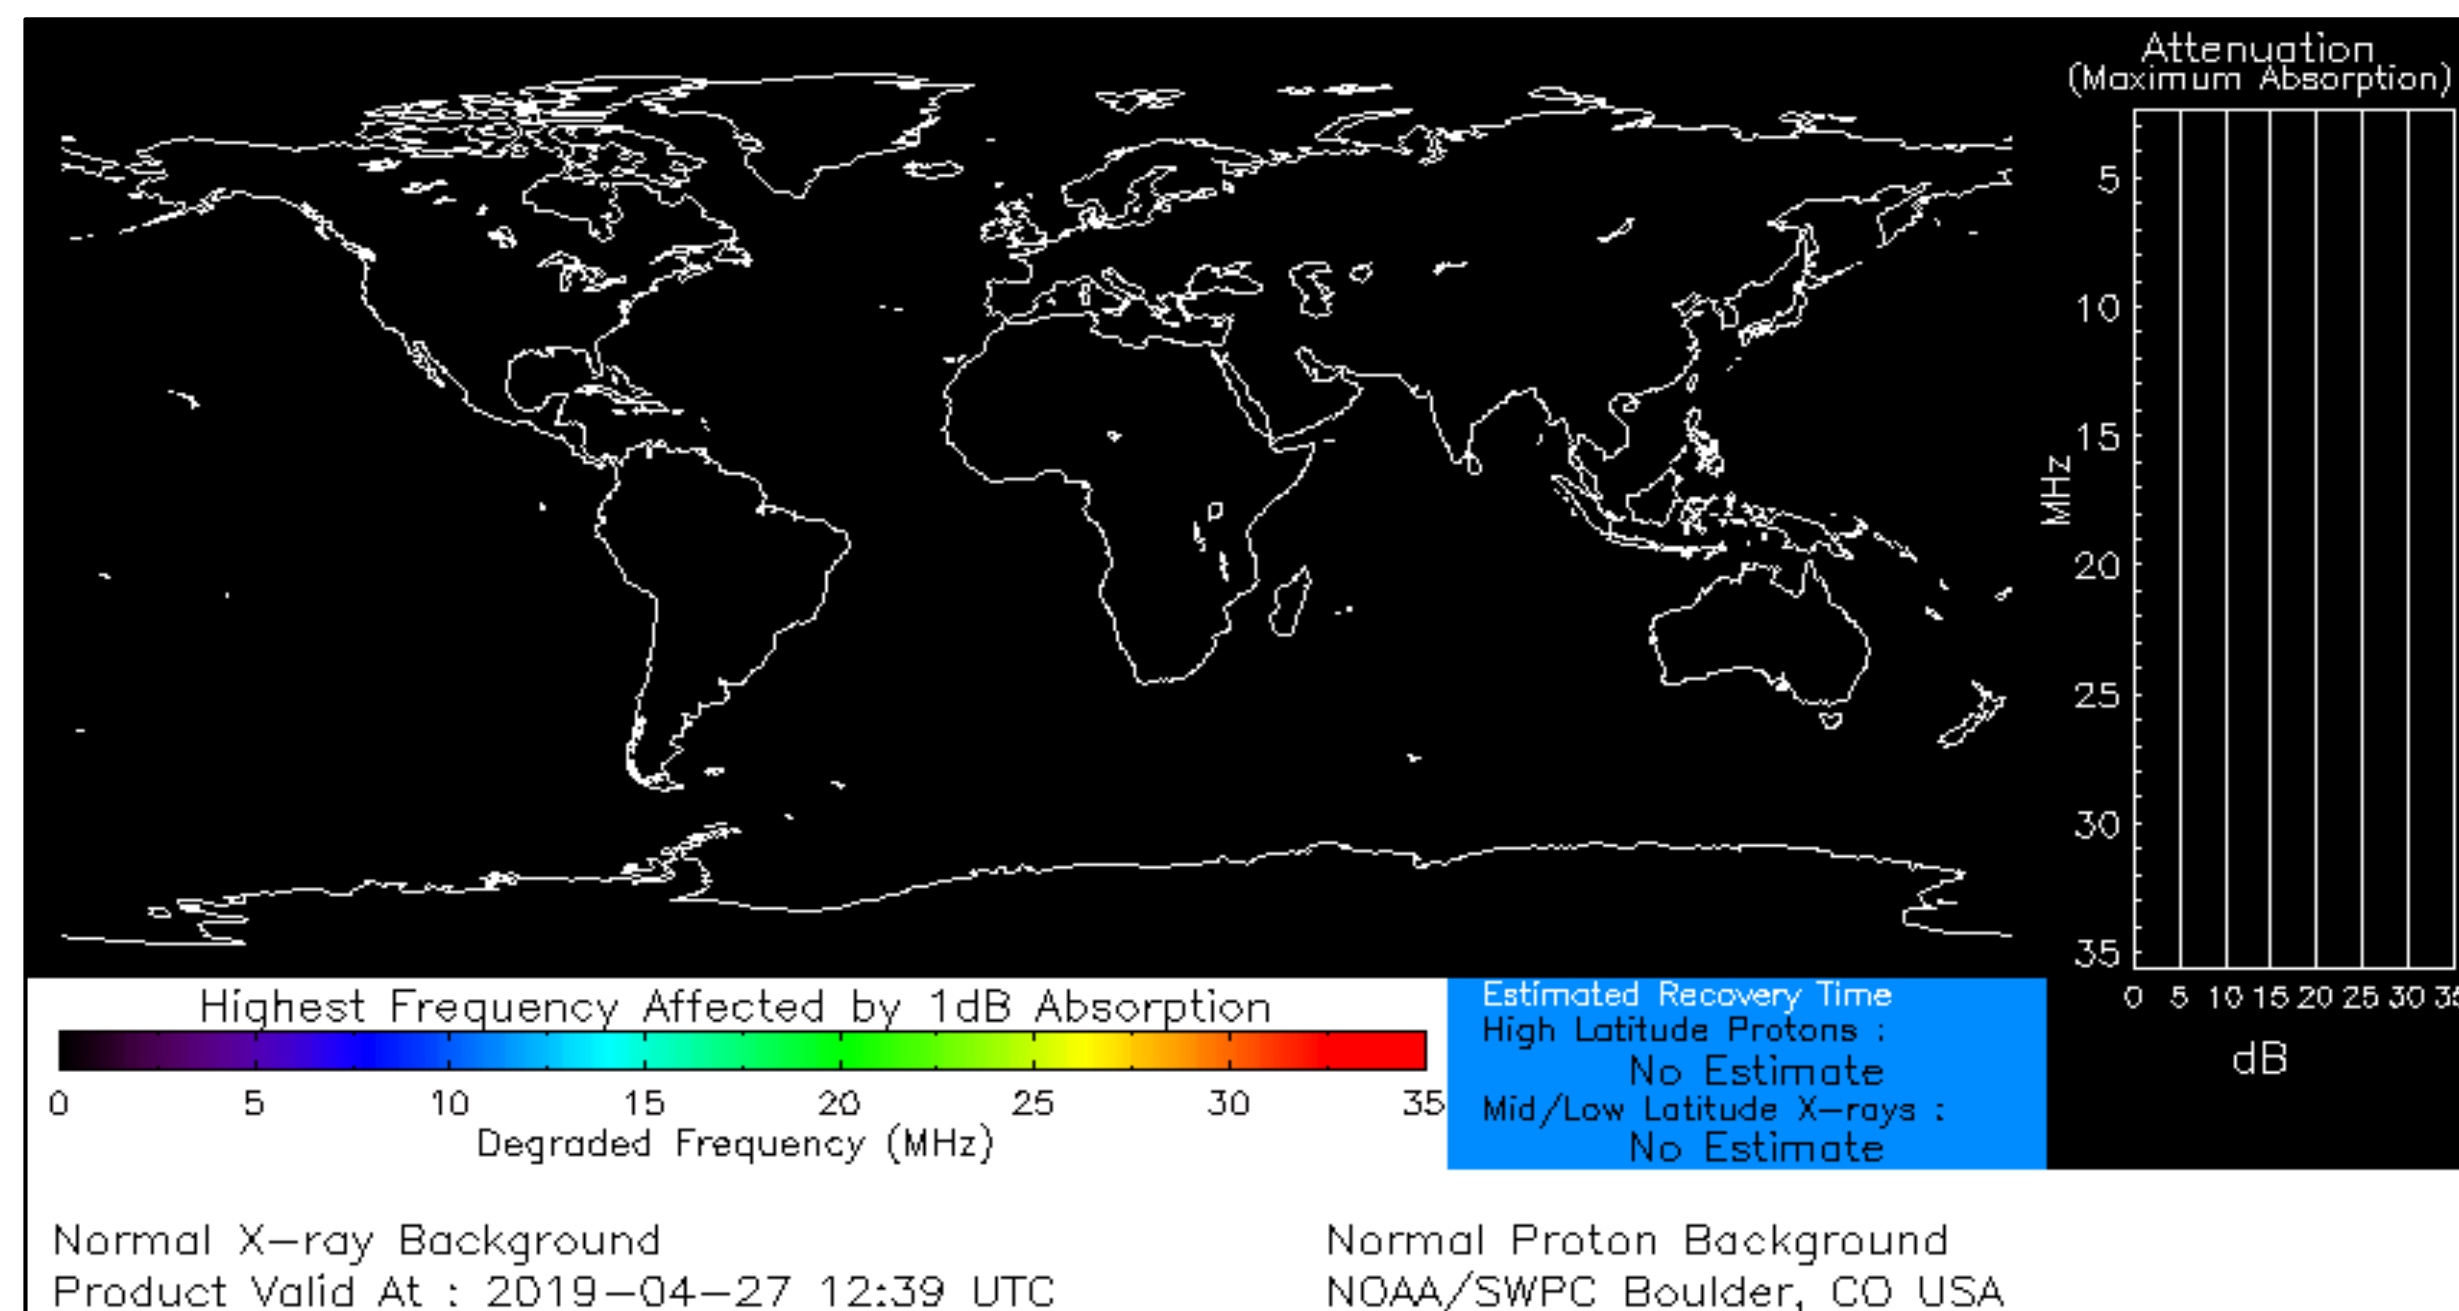 Attenuation
(Maximum Absorption)
5
10
15
20
25
30
35
MHz
0 5 10 15 20 25 30 35
dB
Highest Frequency Affected by 1dB Absorption
0 5 10 15 20 25 30 35
Degraded Frequency (MHz)
Estimated Recovery Time
High Latitude Protons :
No Estimate
Mid/Low Latitude X-rays :
No Estimate
Normal X-ray Background
Normal Proton Background
Product Valid At : 2019-04-27 12:39 UTC
NOAA/SWPC Boulder, CO USA